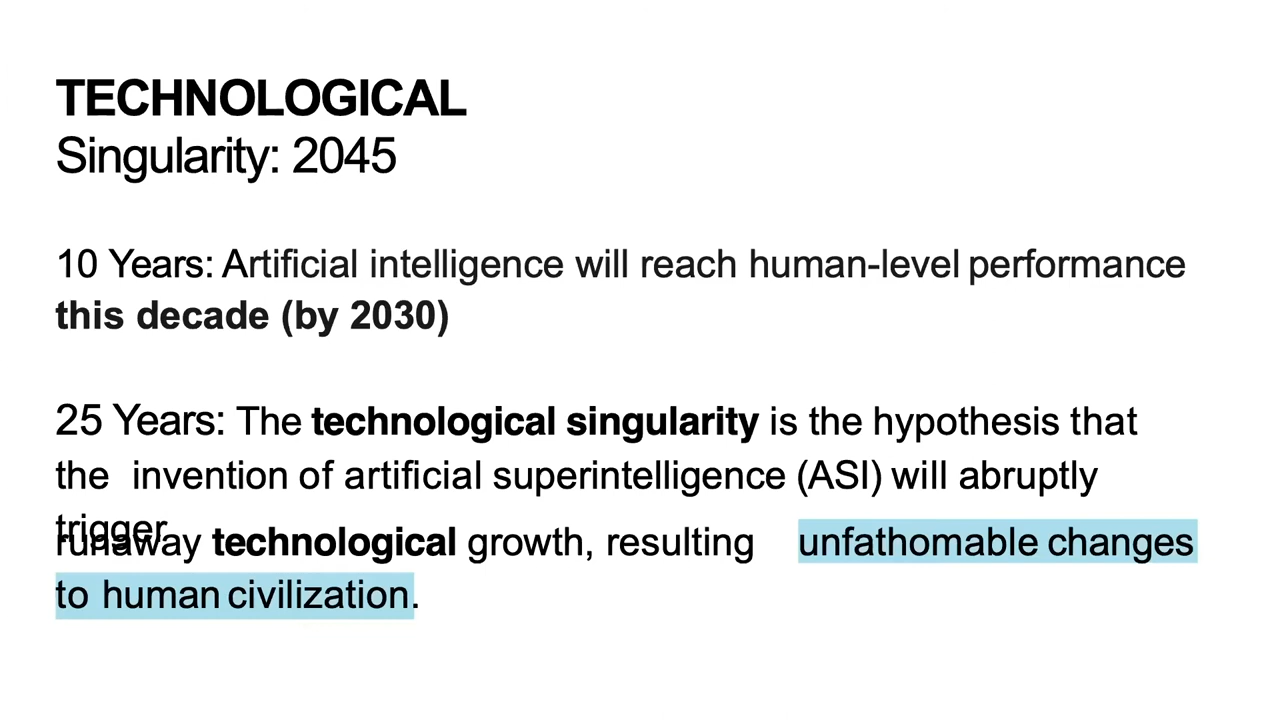 TECHNOLOGICAL
Singularity: 2045
10 Years: Artificial intelligence will reach human-level performance
this decade (by 2030)
25 Years: The technological singularity is the hypothesis that
the invention of artificial superintelligence (ASI) will abruptly
trigger
runaway technological growth, resulting unfathomable changes
to human civilization.